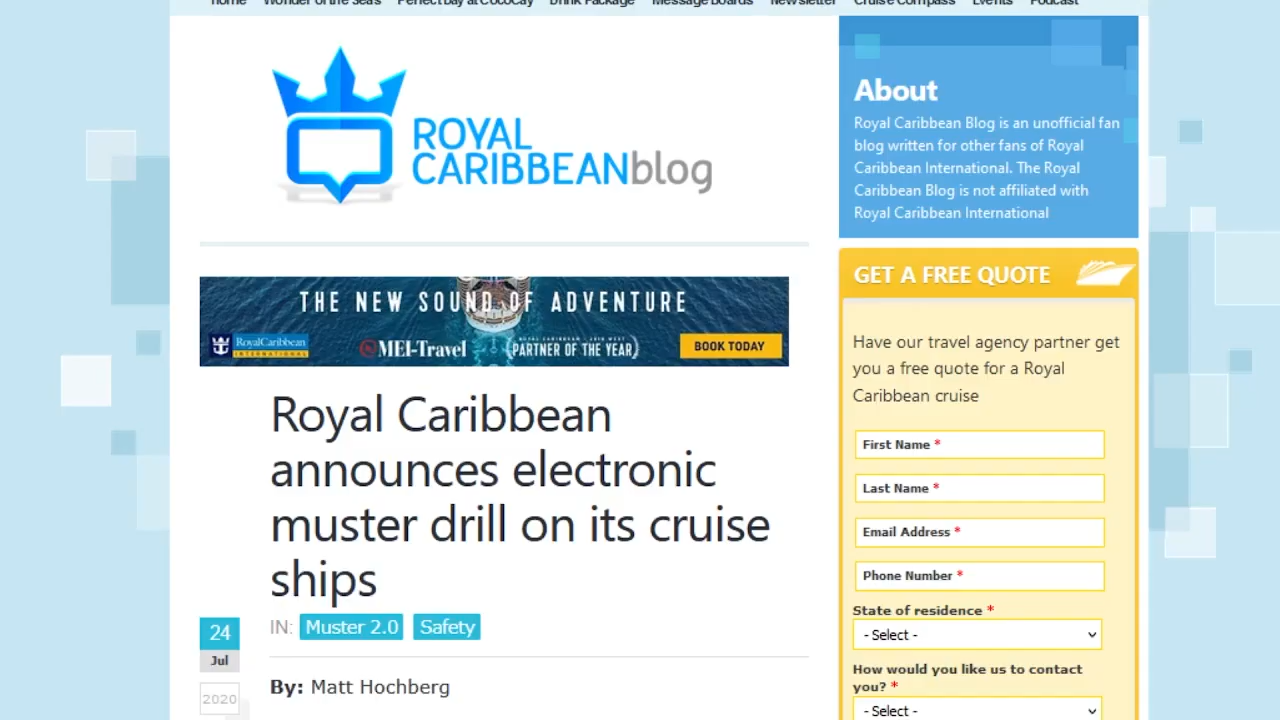 Home Wonder of the Seas Perfect Day at CocoCay Drink Package Message Boards Newsletter Cruise Compass Events Podcast
ROYAL
CARIBBEANblog
THE NEW SOUND OF ADVENTURE
RoyalCaribbean
INTERNATIONAL
MEI-Travel
PARTNER OF THE YEAR
BOOK TODAY
Royal Caribbean
announces electronic
muster drill on its cruise
ships
24
Jul
2020
IN: Muster 2.0 Safety
By: Matt Hochberg
About
Royal Caribbean Blog is an unofficial fan
blog written for other fans of Royal
Caribbean International. The Royal
Caribbean Blog is not affiliated with
Royal Caribbean International
GET A FREE QUOTE
Have our travel agency partner get
you a free quote for a Royal
Caribbean cruise
First Name *
Last Name *
Email Address *
Phone Number *
State of residence *
- Select -
How would you like us to contact
you? *
- Select -